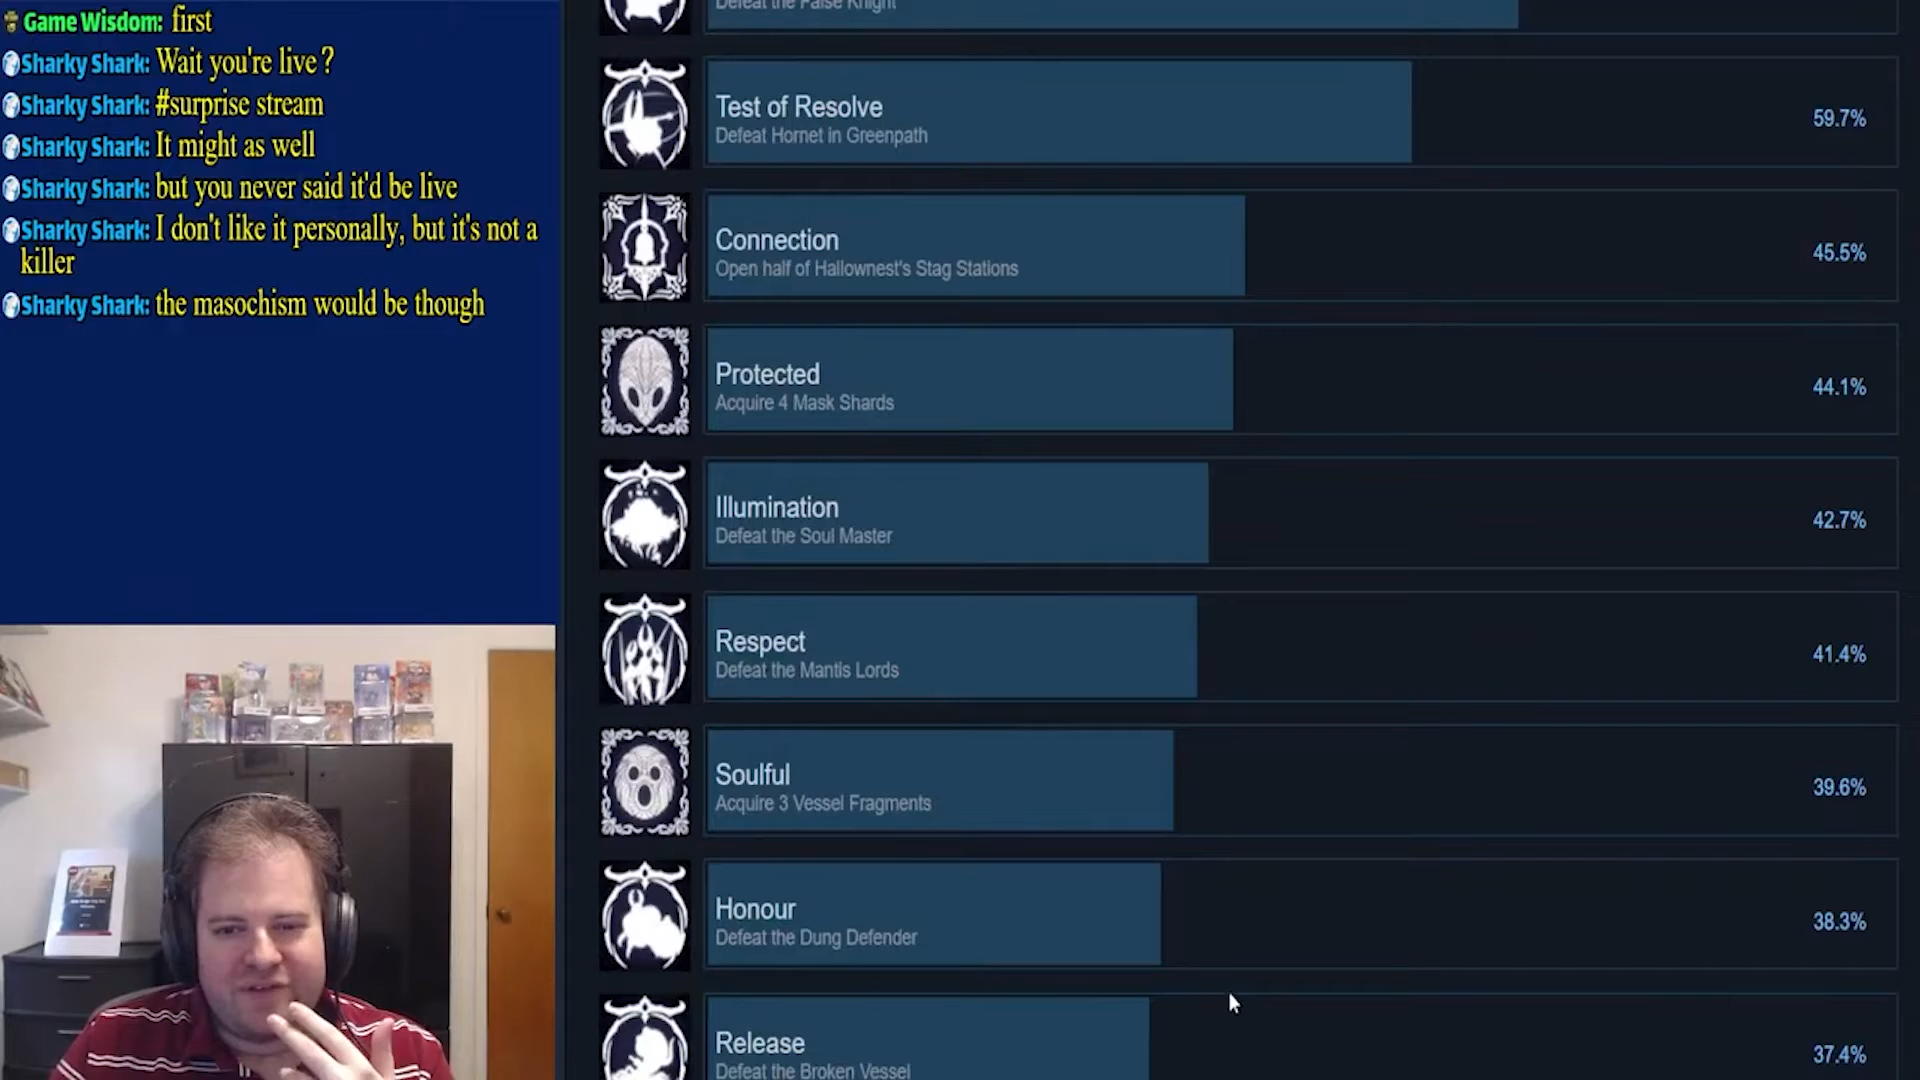 Game Wisdom: first
Sharky Shark: Wait you're live?
Sharky Shark: #surprise stream
Sharky Shark: It might as well
Sharky Shark: but you never said it'd be live
Sharky Shark: I don't like it personally, but it's not a
killer
Sharky Shark: the masochism would be though
Defeat the False Knight
Test of Resolve
Defeat Hornet in Greenpath
59.7%
Connection
Open half of Hallownest's Stag Stations
45.5%
Protected
Acquire 4 Mask Shards
44.1%
Illumination
Defeat the Soul Master
42.7%
Respect
Defeat the Mantis Lords
41.4%
Soulful
Acquire 3 Vessel Fragments
39.6%
Honour
Defeat the Dung Defender
38.3%
Release
Defeat the Broken Vessel
37.4%